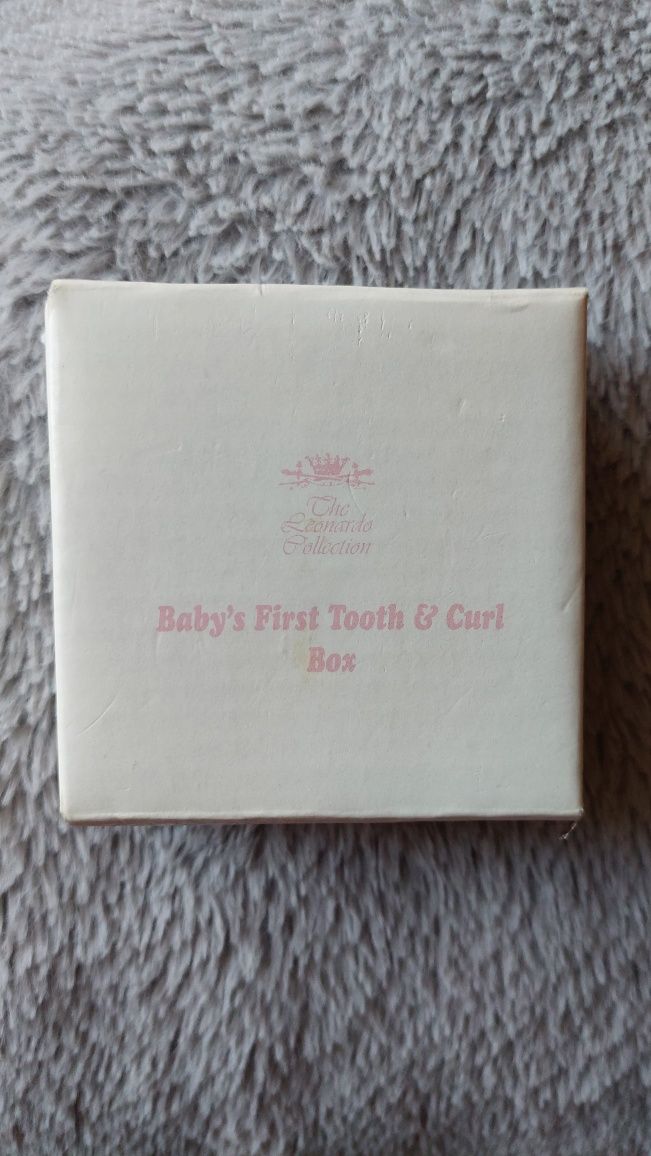 The
Leonardo
Collection
Baby's First Tooth & Curl
Box